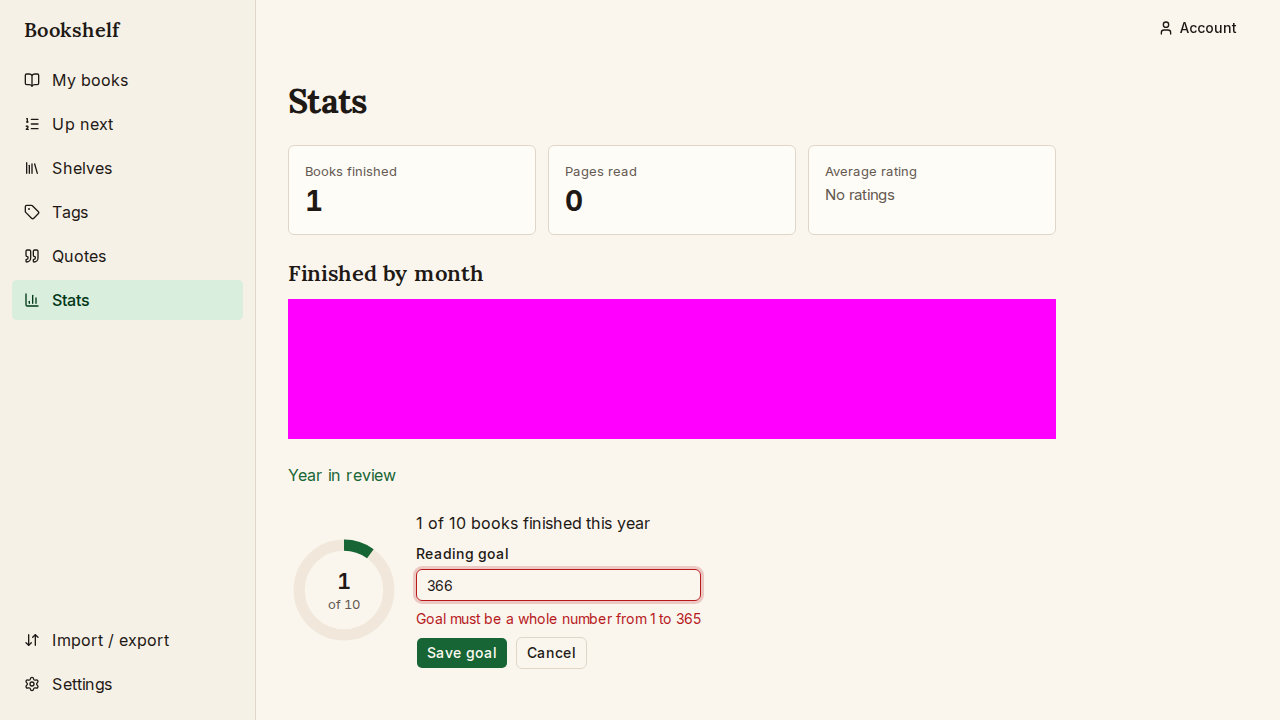 Bookshelf
My books
Up next
Shelves
Tags
Quotes
Stats
Import / export
Settings
Account
Stats
Books finished
1
Pages read
0
Average rating
No ratings
Finished by month
Year in review
1
of 10
1 of 10 books finished this year
Reading goal
366
Goal must be a whole number from 1 to 365
Save goal
Cancel